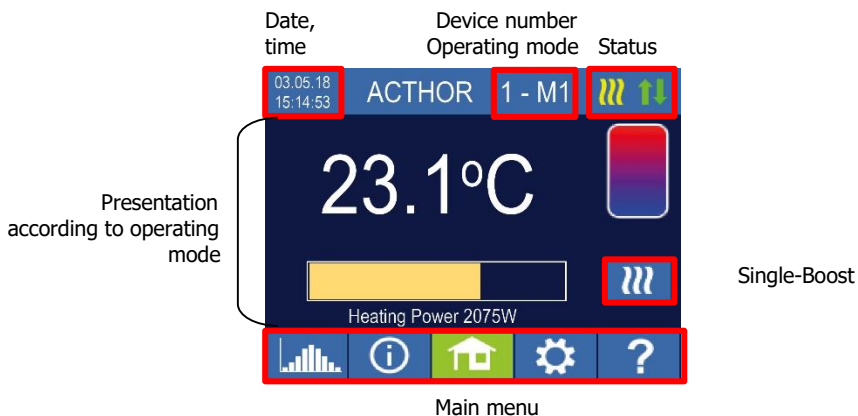 Date,
time
Device number
Operating mode
Status
03.05.18
15:14:53
ACTHOR
1 - M1
23.1°C
Presentation
according to operating
mode
Single-Boost
Heating Power 2075W
?
Main menu